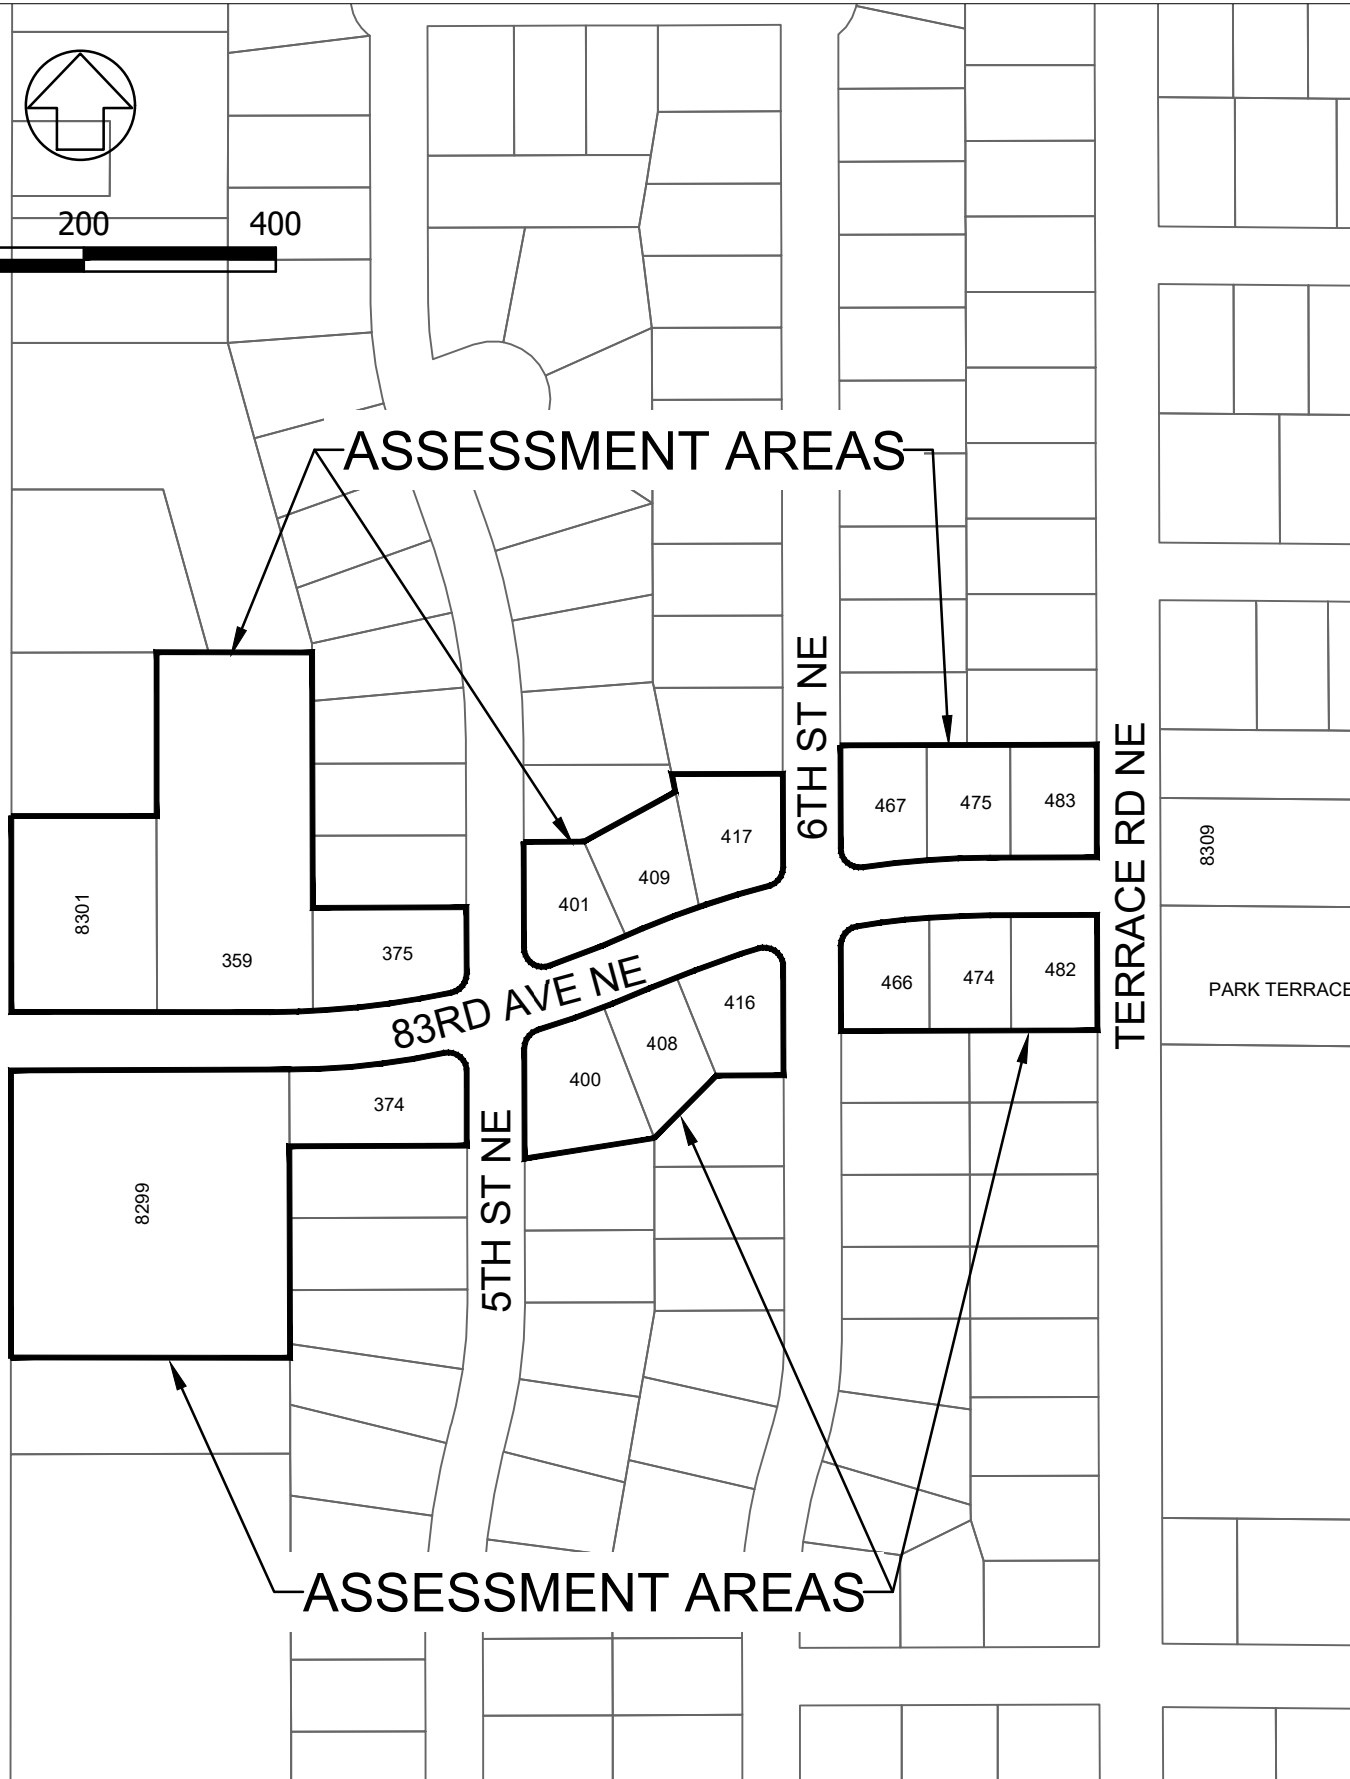 200 400
ASSESSMENT AREAS
6TH ST NE
TERRACE RD NE
467 475 483
8309
417
409
401
8301
359
375
83RD AVE NE
466 474 482
PARK TERRACE
416
408
400
374
5TH ST NE
8299
ASSESSMENT AREAS